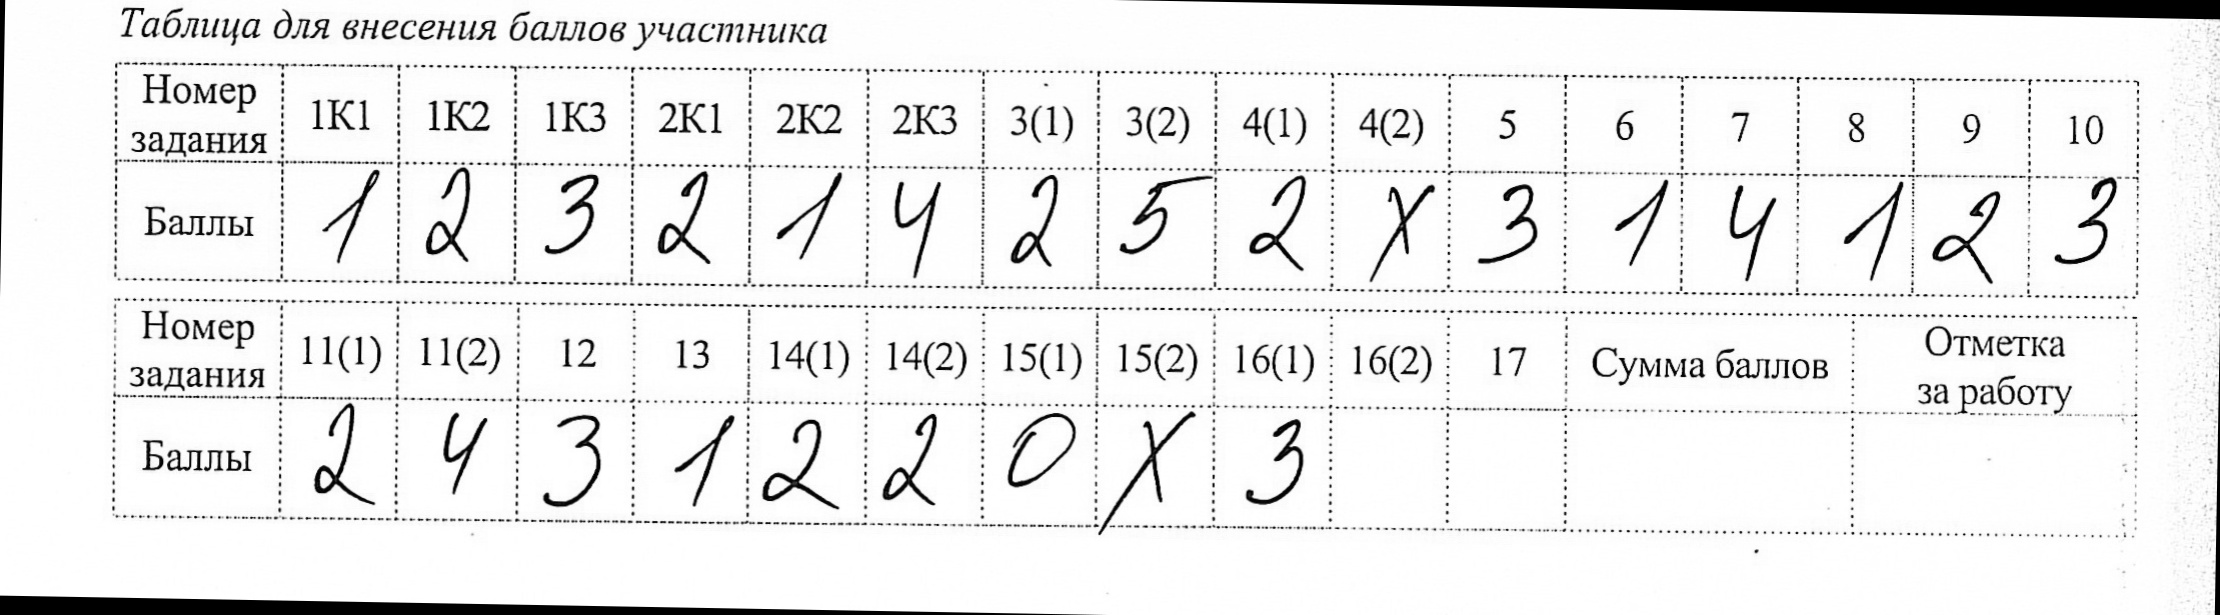 Таблица для внесения баллов участника
Номер задания 1К1 1К2 1К3 2К1 2К2 2К3 3(1) 3(2) 4(1) 4(2) 5 6 7 8 9 10
Баллы 1 2 3 2 1 4 2 5 2 X 3 1 4 1 2 3
Номер задания 11(1) 11(2) 12 13 14(1) 14(2) 15(1) 15(2) 16(1) 16(2) 17 Сумма баллов Отметка за работу
Баллы 2 4 3 1 2 2 0 X 3